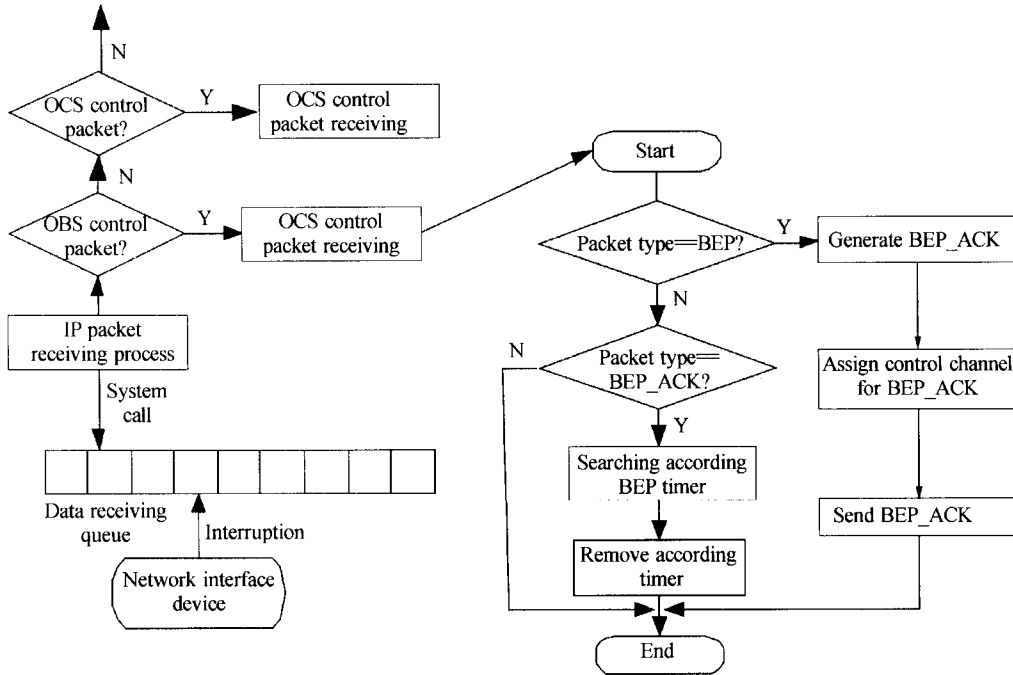 N
OCS control
packet?
Y
OCS control
packet receiving
N
OBS control
packet?
Y
OCS control
packet receiving
IP packet
receiving process
System
call
Data receiving
queue
Interruption
Network interface
device
Start
Packet type==BEP?
Y
Generate BEP_ACK
N
Assign control channel
for BEP_ACK
Send BEP_ACK
N
Packet type==
BEP_ACK?
Y
Searching according
BEP timer
Remove according
timer
End